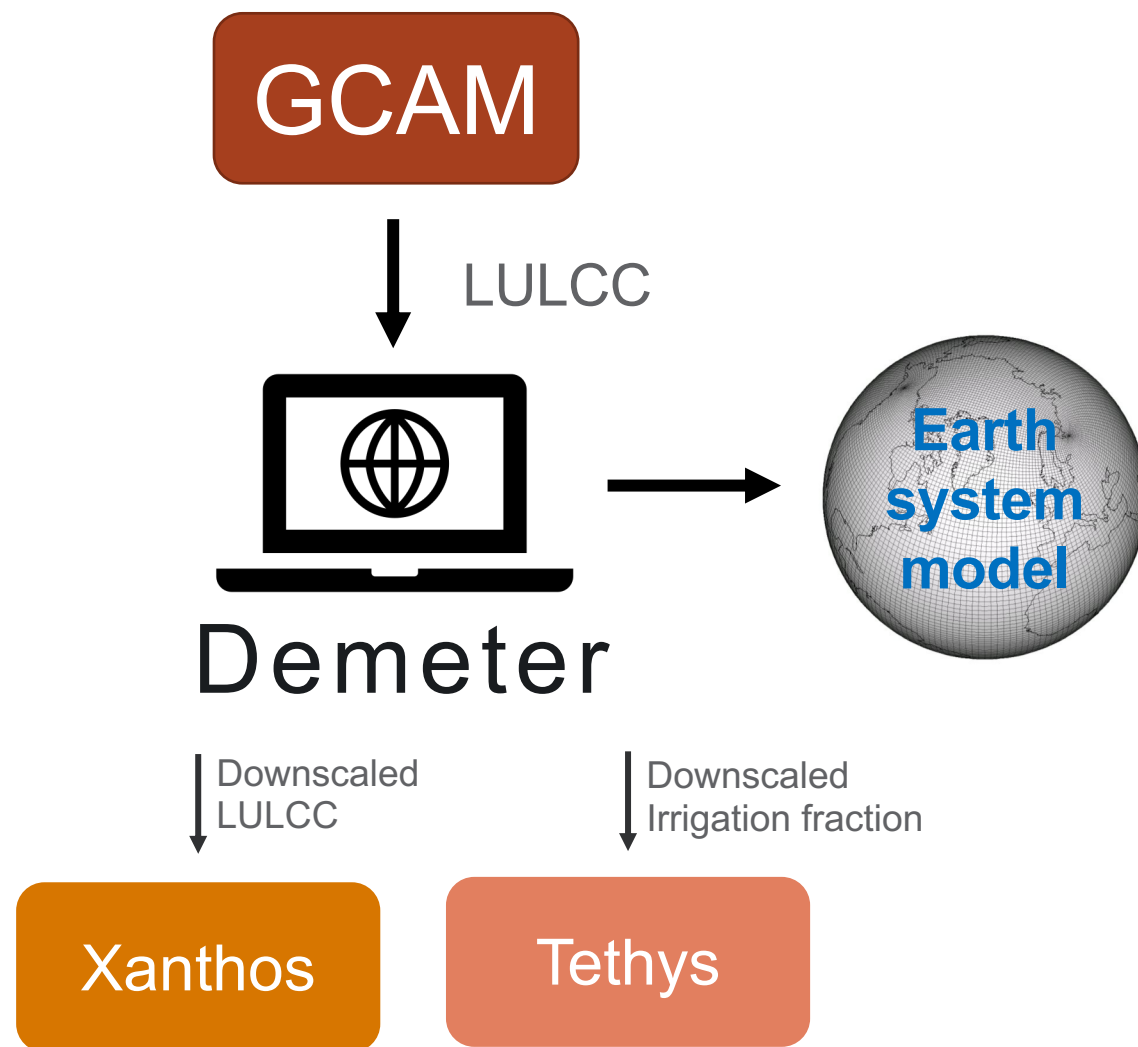 GCAM
LULCC
Earth
system
model
Demeter
Downscaled
LULCC
Downscaled
Irrigation fraction
Xanthos
Tethys